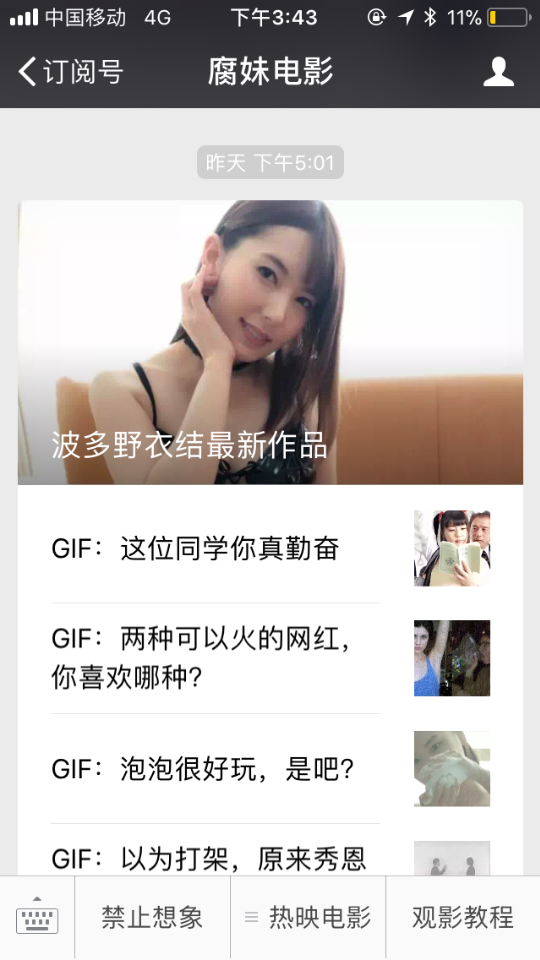 中国移动 4G 下午3:43 11%
订阅号 腐妹电影
昨天 下午5:01
波多野衣结最新作品
GIF：这位同学你真勤奋
GIF：两种可以火的网红，
你喜欢哪种？
GIF：泡泡很好玩，是吧？
GIF：以为打架，原来秀恩
禁止想象 热映电影 观影教程